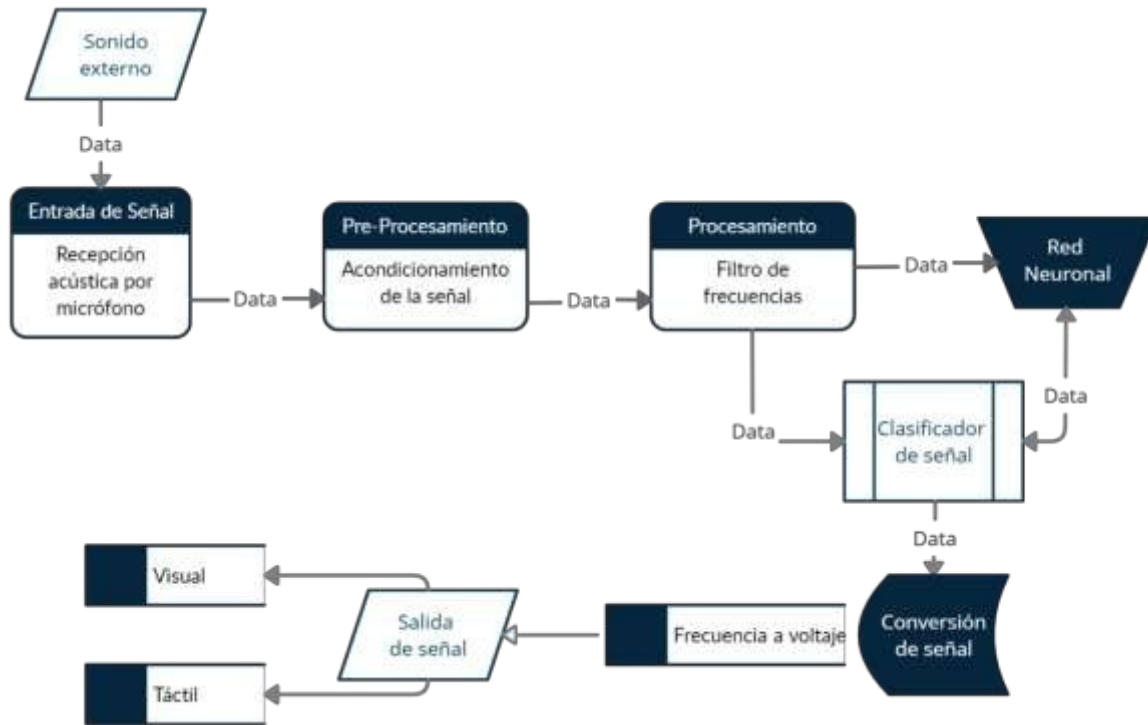 Sonido
externo
Data
Entrada de Señal
Recepción
acústica por
micrófono
Data
Pre-Procesamiento
Acondicionamiento
de la señal
Data
Procesamiento
Filtro de
frecuencias
Data
Red
Neuronal
Data
Data
Clasificador
de señal
Data
Conversión
de señal
Frecuencia a voltaje
Salida
de señal
Visual
Táctil